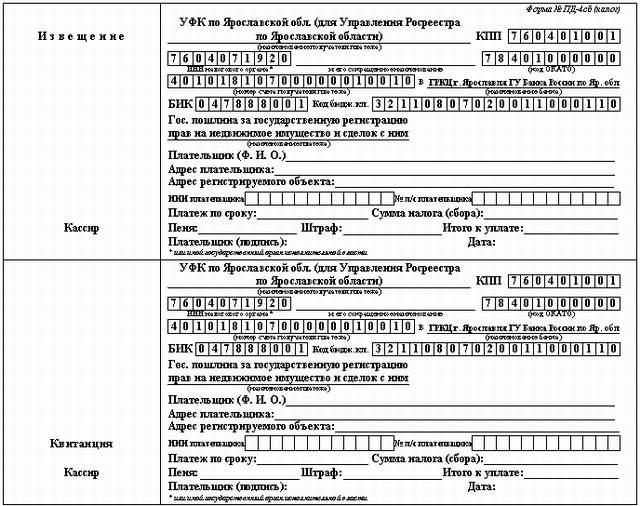 Форма № ПД-4сб (налог)
Извещение
УФК по Ярославской обл. (для Управления Росреестра
по Ярославской области) КПП 760401001
(наименование получателя платежа)
7604071920 78401000000
ИНН налогового органа* и его сокращенное наименование (код ОКАТО)
40101810700000010010 в ГРКЦ г. Ярославля ГУ Банка России по Яр. обл
(номер счета получателя платежа) (наименование банка)
БИК 047888001 Код бюдж. кл. 32110807020011000110
Гос. пошлина за государственную регистрацию
прав на недвижимое имущество и сделок с ним
(наименование платежа)
Плательщик (Ф. И. О.)
Адрес плательщика:
Адрес регистрируемого объекта:
ИНН плательщика № л/с плательщика
Платеж по сроку: Сумма налога (сбора):
Кассир Пеня: Штраф: Итого к уплате:
Плательщик (подпись): Дата:
* или иной государственный орган исполнительной власти
УФК по Ярославской обл. (для Управления Росреестра
по Ярославской области) КПП 760401001
(наименование получателя платежа)
7604071920 78401000000
ИНН налогового органа* и его сокращенное наименование (код ОКАТО)
40101810700000010010 в ГРКЦ г. Ярославля ГУ Банка России по Яр. обл
(номер счета получателя платежа) (наименование банка)
БИК 047888001 Код бюдж. кл. 32110807020011000110
Гос. пошлина за государственную регистрацию
прав на недвижимое имущество и сделок с ним
(наименование платежа)
Плательщик (Ф. И. О.)
Адрес плательщика:
Адрес регистрируемого объекта:
Квитанция ИНН плательщика № л/с плательщика
Платеж по сроку: Сумма налога (сбора):
Кассир Пеня: Штраф: Итого к уплате:
Плательщик (подпись): Дата:
* или иной государственный орган исполнительной власти